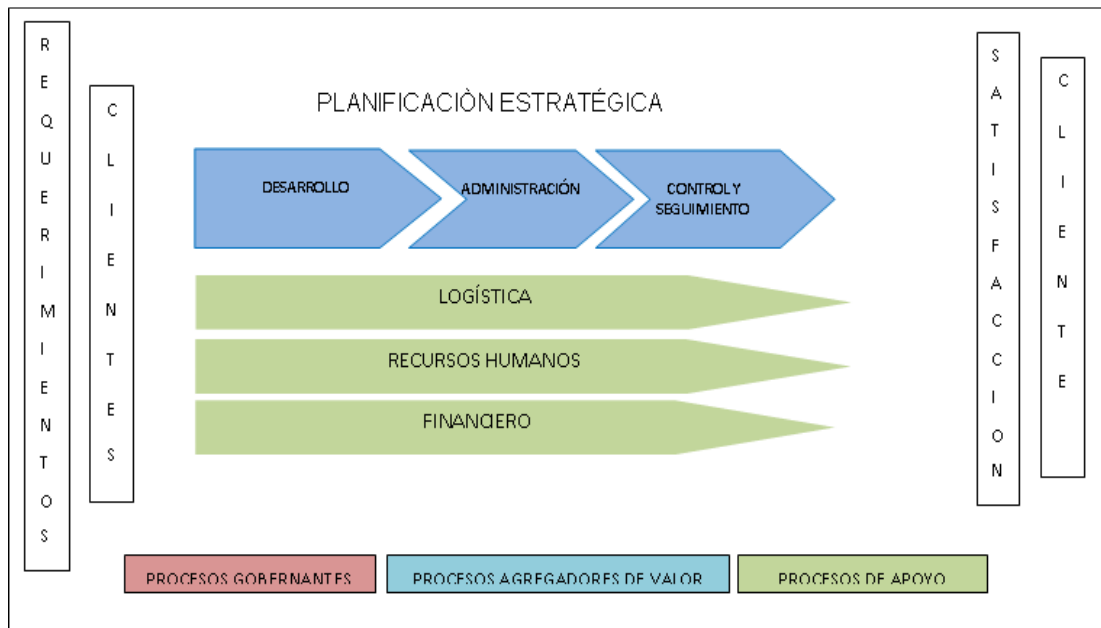 REQUERIMIENTOS
CLIENTES
PLANIFICACIÒN ESTRATÉGICA
DESARROLLO
ADMINISTRACIÓN
CONTROL Y
SEGUIMIENTO
LOGÍSTICA
RECURSOS HUMANOS
FINANCIERO
SATISFACCION
CLIENTE
PROCESOS GOBERNANTES
PROCESOS AGREGADORES DE VALOR
PROCESOS DE APOYO